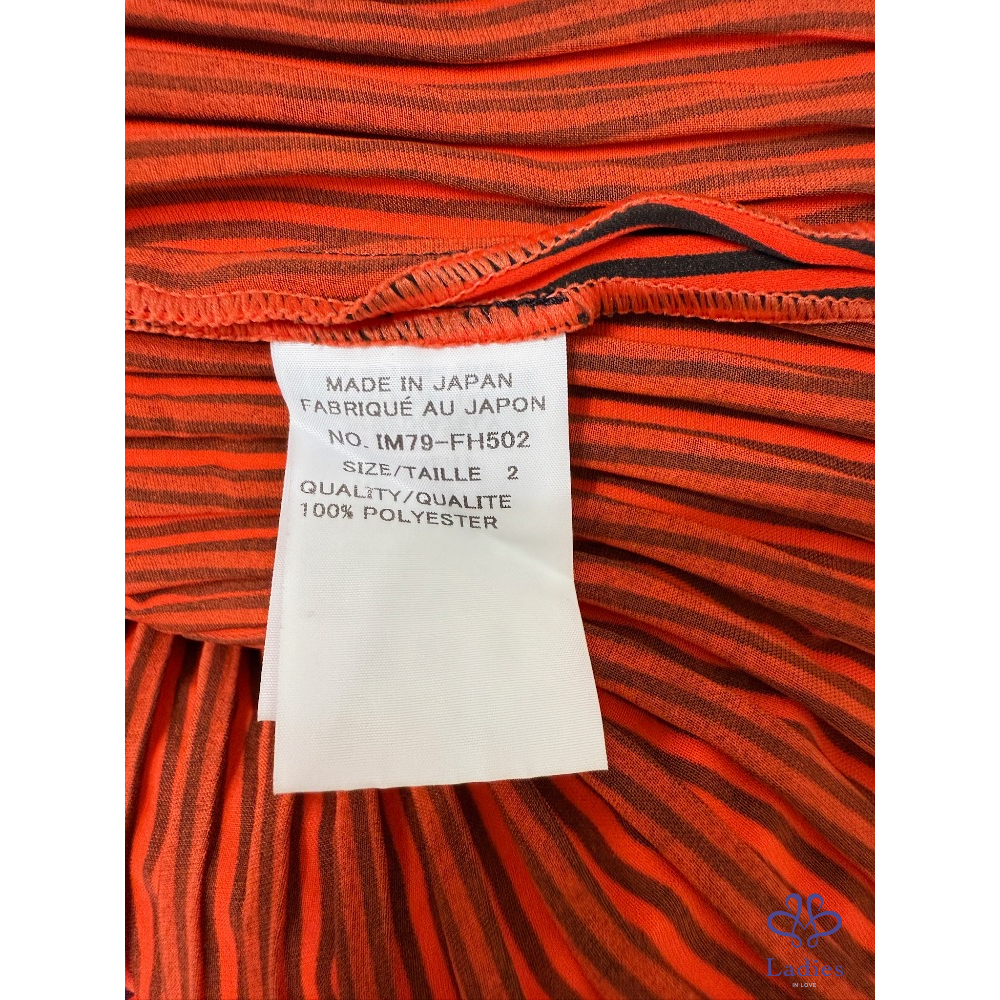 MADE IN JAPAN
FABRIQUÉ AU JAPON
NO. IM79-FH502
SIZE/TAILLE 2
QUALITY/QUALITE
100% POLYESTER
Ladies
IN LOVE